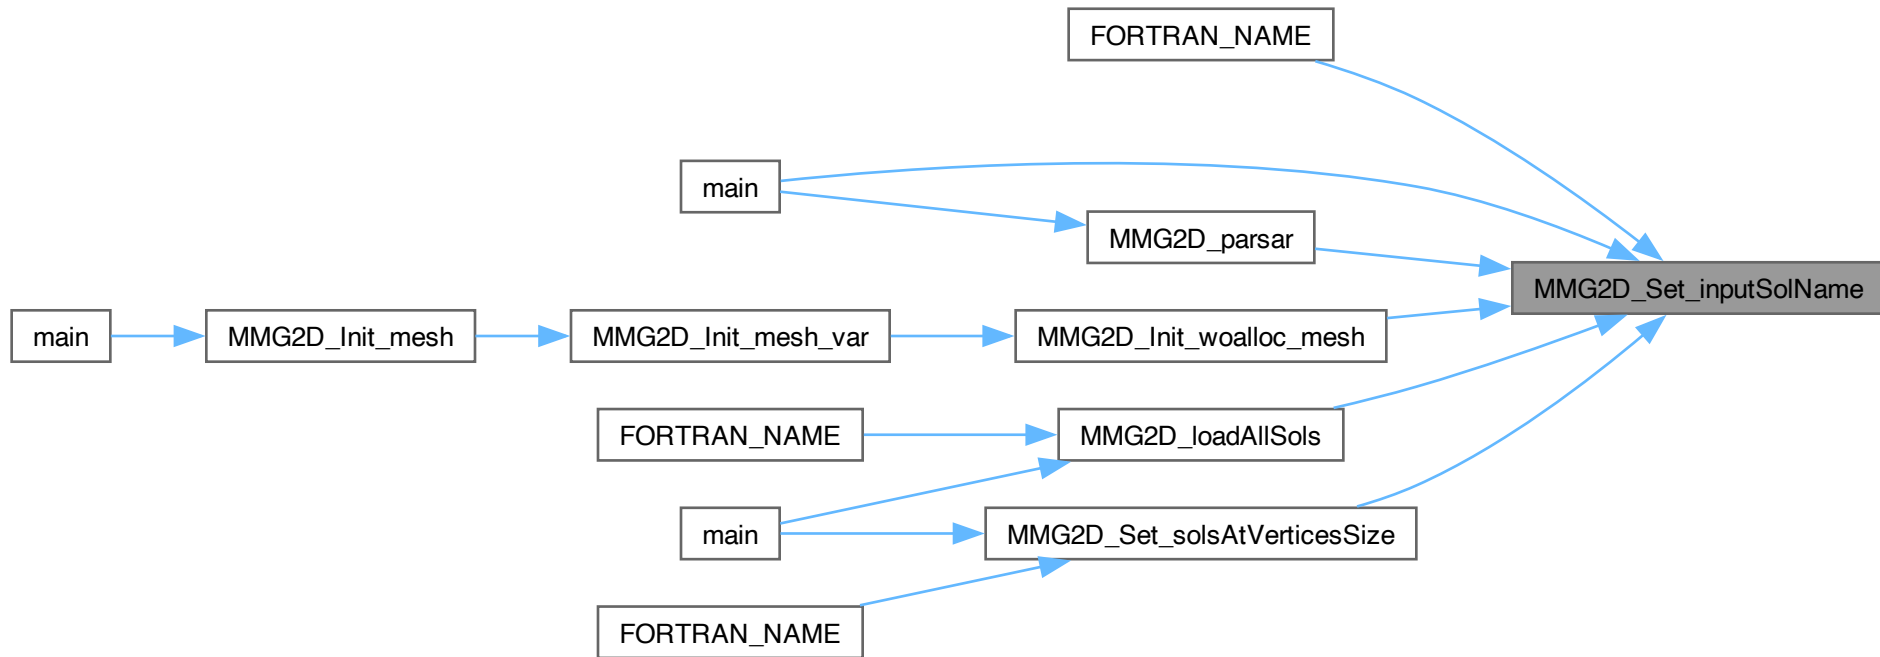 FORTRAN_NAME
main
MMG2D_parsar
MMG2D_Set_inputSolName
main
MMG2D_Init_mesh
MMG2D_Init_mesh_var
MMG2D_Init_woalloc_mesh
FORTRAN_NAME
MMG2D_loadAllSols
main
MMG2D_Set_solsAtVerticesSize
FORTRAN_NAME